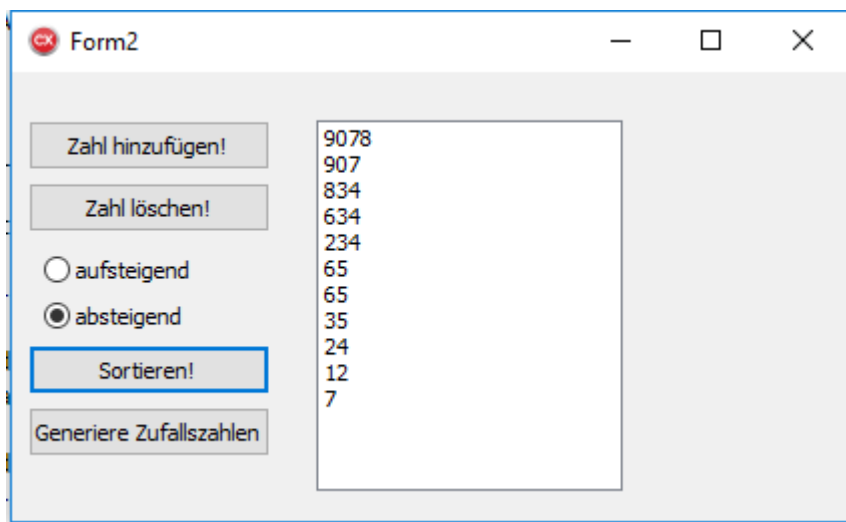 CX Form2
Zahl hinzufügen!
Zahl löschen!
aufsteigend
absteigend
Sortieren!
Generiere Zufallszahlen
9078
907
834
634
234
65
65
35
24
12
7